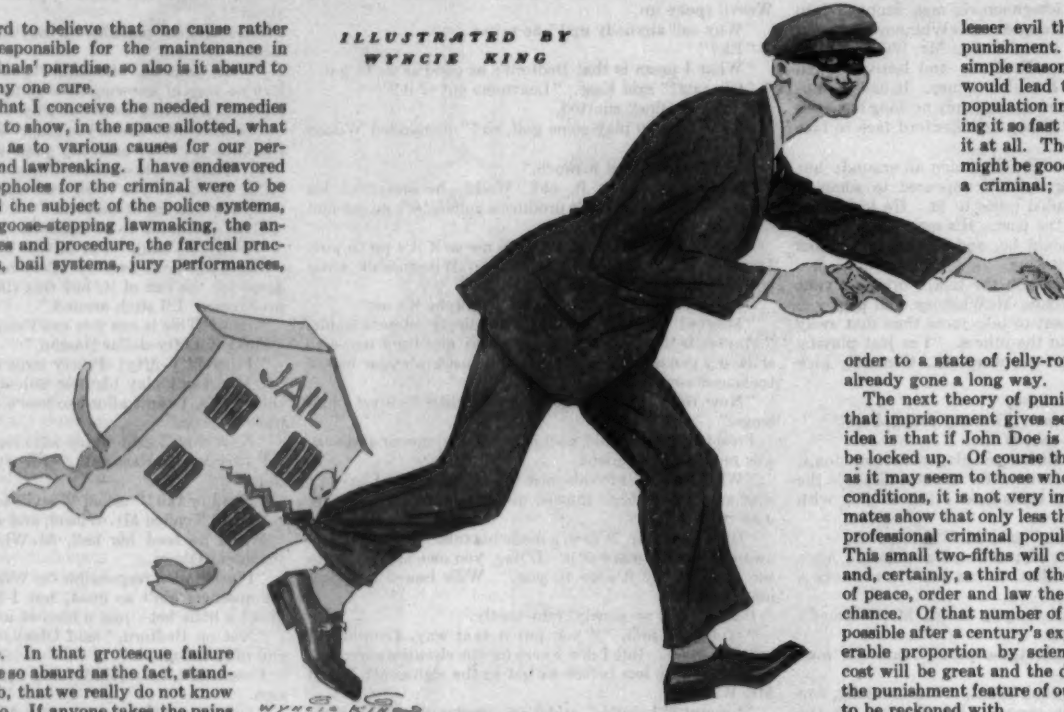 rd to believe that one cause rather
esponsible for the maintenance in
inals' paradise, so also is it absurd to
ny one cure.
hat I conceive the needed remedies
to show, in the space allotted, what
as to various causes for our per-
nd lawbreaking. I have endeavored
opholes for the criminal were to be
the subject of the police systems,
goose-stepping lawmaking, the an-
es and procedure, the farcical prac-
, bail systems, jury performances,
ILLUSTRATED BY
WYNCIE KING
JAIL
. In that grotesque failure
e so absurd as the fact, stand-
b, that we really do not know
o. If anyone takes the pains
WYNCIE KING
lesser evil th
punishment.
simple reason
would lead t
population in
ing it so fast
it at all. The
might be good
a criminal;
order to a state of jelly-ro
already gone a long way.
The next theory of puni
that imprisonment gives se
idea is that if John Doe is
be locked up. Of course th
as it may seem to those who
conditions, it is not very im
mates show that only less th
professional criminal popul
This small two-fifths will c
and, certainly, a third of the
of peace, order and law the
chance. Of that number of
possible after a century's ex
erable proportion by scien
cost will be great and the d
the punishment feature of ou
to be reckoned with